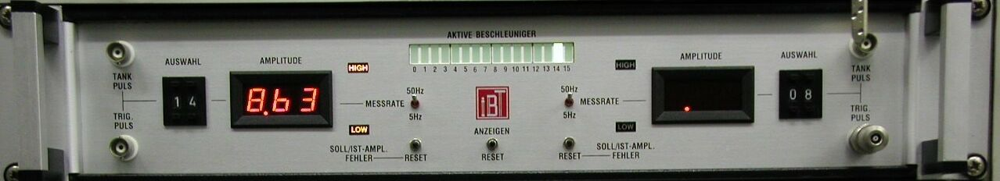 AKTIVE BESCHLEUNIGER
AUSWAHL
AMPLITUDE
HIGH
0 1 2 3 4 5 6 7 8 9 10 11 12 13 14 15
HIGH
AMPLITUDE
AUSWAHL
TANK
PULS
14
8.63
MESSRATE
50Hz
5Hz
iBT
50Hz
5Hz
MESSRATE
.
08
TANK
PULS
TRIG.
PULS
LOW
ANZEIGEN
LOW
TRIG.
PULS
SOLL/IST-AMPL.
FEHLER
RESET
RESET
RESET
SOLL/IST-AMPL.
FEHLER